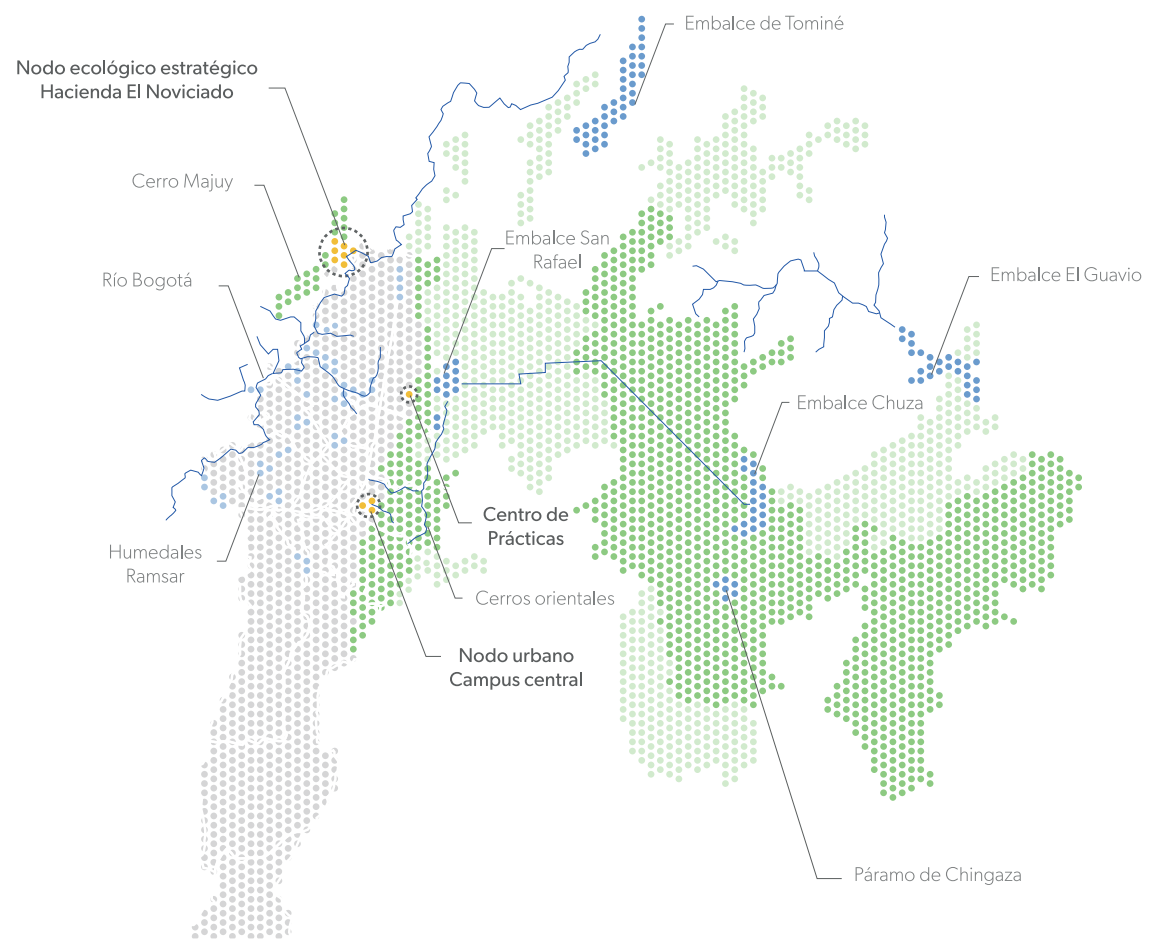 Embalce de Tominé
Nodo ecológico estratégico
Hacienda El Noviciado
Cerro Majuy
Embalce San
Rafael
Río Bogotá
Embalce El Guavio
Embalce Chuza
Centro de
Prácticas
Humedales
Ramsar
Cerros orientales
Nodo urbano
Campus central
Páramo de Chingaza